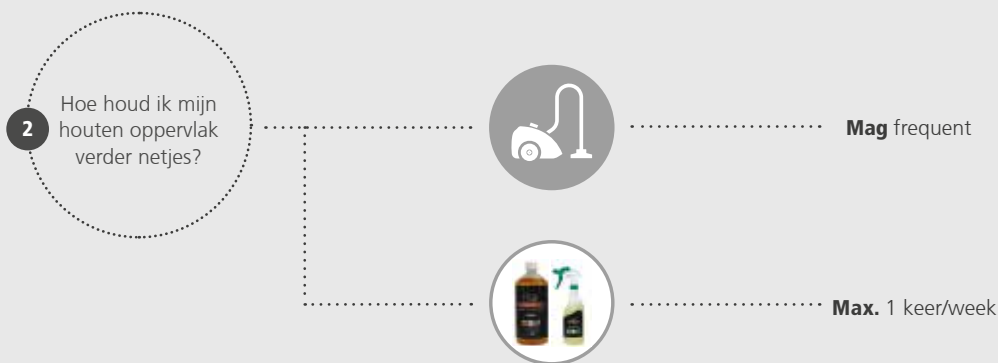 2
Hoe houd ik mijn
houten oppervlak
verder netjes?
Mag frequent
Max. 1 keer/week